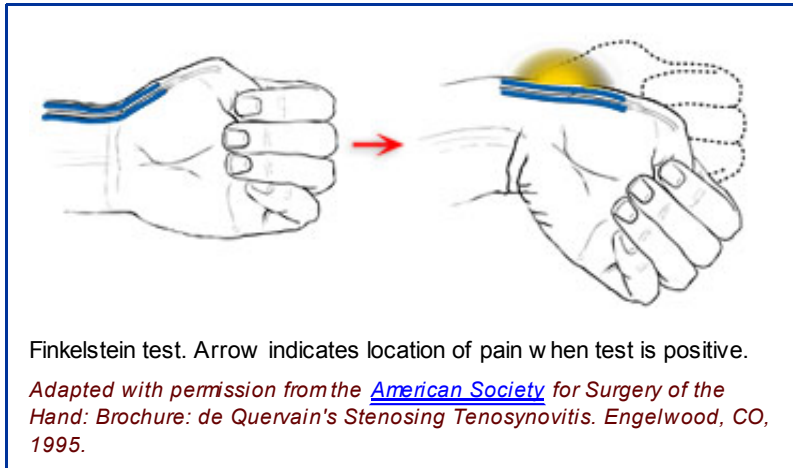 Finkelstein test. Arrow indicates location of pain when test is positive.
Adapted with permission from the American Society for Surgery of the
Hand: Brochure: de Quervain's Stenosing Tenosynovitis. Engelwood, CO,
1995.